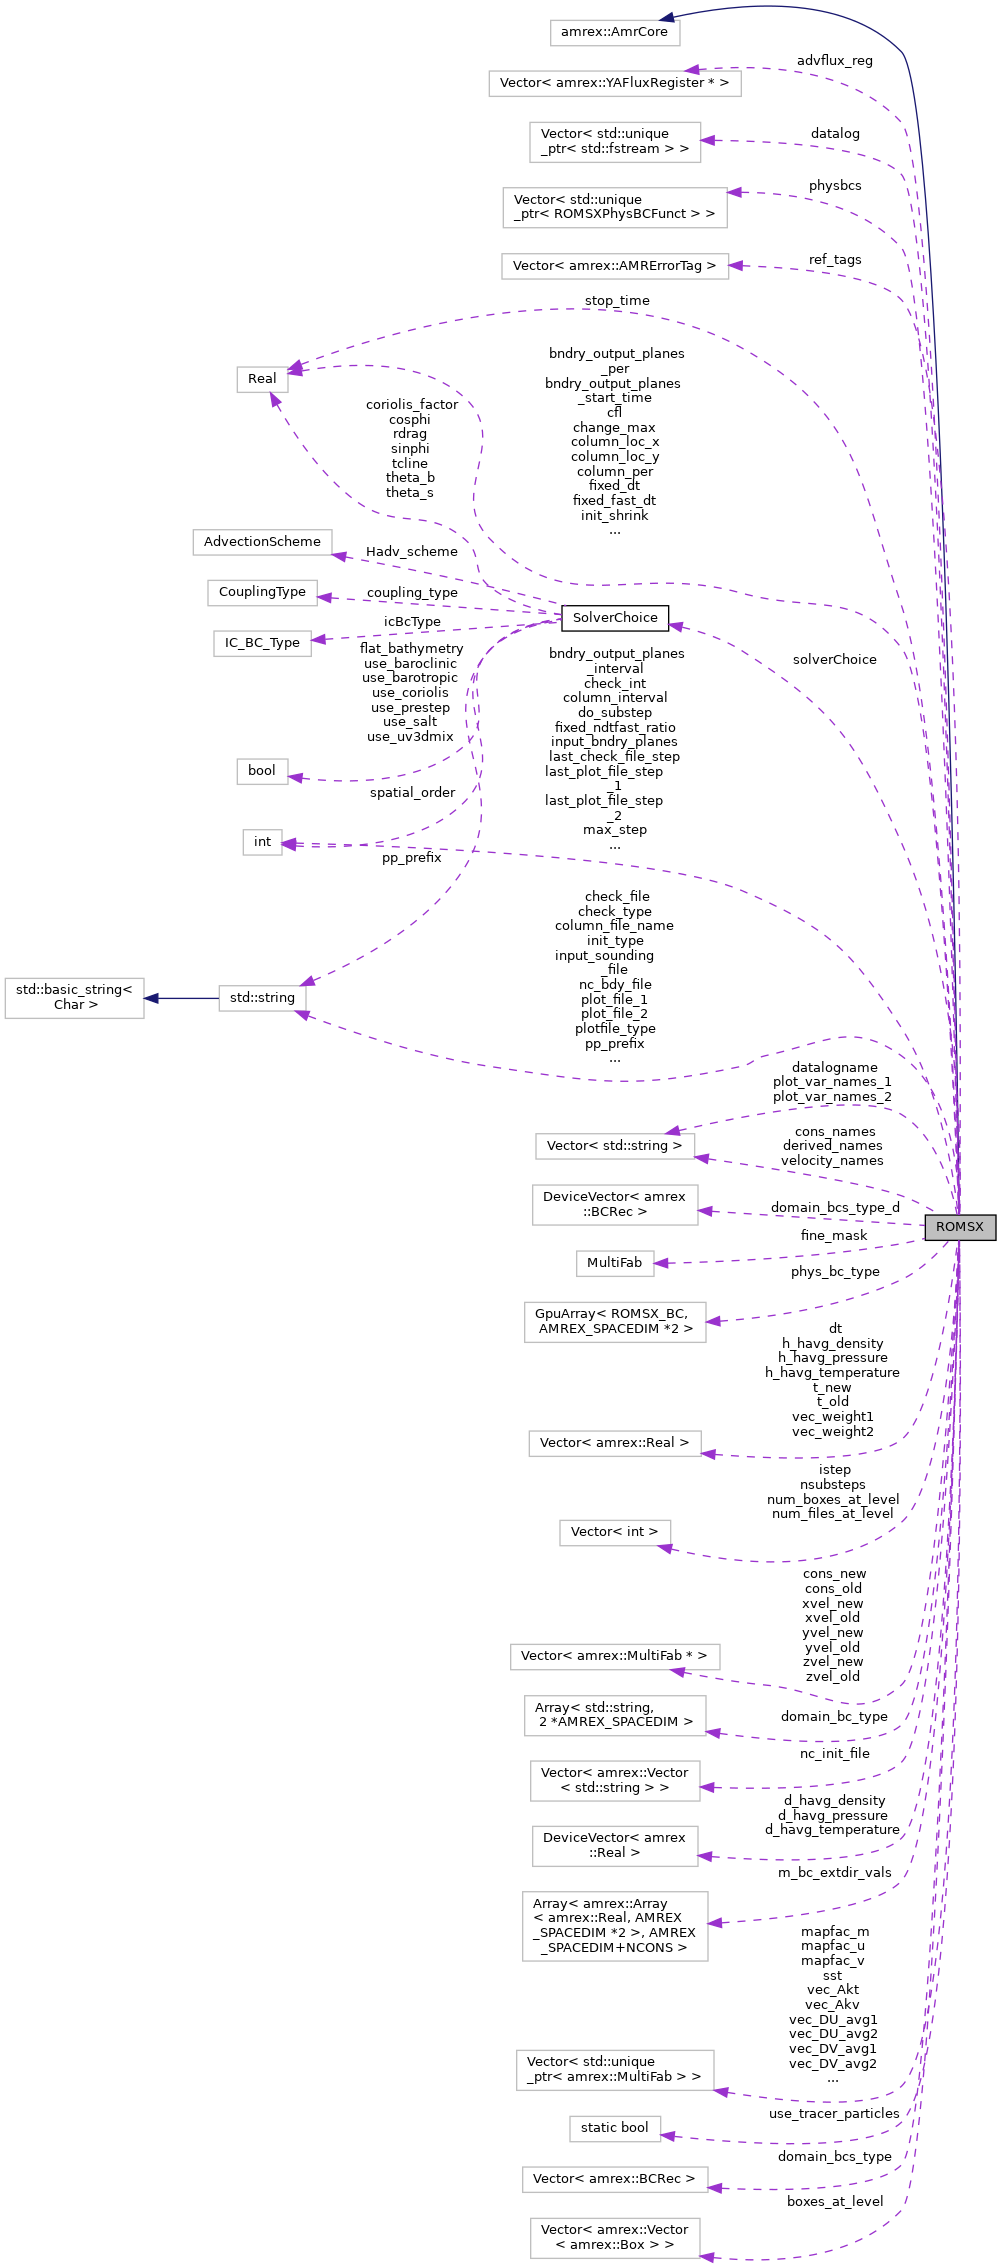 amrex::AmrCore
advflux_reg
Vector< amrex::YAFluxRegister * >
datalog
Vector< std::unique
_ptr< std::fstream > >
physbcs
Vector< std::unique
_ptr< ROMSXPhysBCFunct > >
ref_tags
Vector< amrex::AMRErrorTag >
stop_time
Real
bndry_output_planes
_per
bndry_output_planes
_start_time
cfl
change_max
column_loc_x
column_loc_y
column_per
fixed_dt
fixed_fast_dt
init_shrink
...
coriolis_factor
cosphi
rdrag
sinphi
tcline
theta_b
theta_s
AdvectionScheme
Hadv_scheme
CouplingType
coupling_type
SolverChoice
icBcType
IC_BC_Type
solverChoice
flat_bathymetry
use_baroclinic
use_barotropic
use_coriolis
use_prestep
use_salt
use_uv3dmix
bool
bndry_output_planes
_interval
check_int
column_interval
do_substep
fixed_ndtfast_ratio
input_bndry_planes
last_check_file_step
last_plot_file_step
_1
last_plot_file_step
_2
max_step
...
spatial_order
int
pp_prefix
check_file
check_type
column_file_name
init_type
input_sounding
_file
nc_bdy_file
plot_file_1
plot_file_2
plotfile_type
pp_prefix
...
std::basic_string<
Char >
std::string
datalogname
plot_var_names_1
plot_var_names_2
Vector< std::string >
cons_names
derived_names
velocity_names
DeviceVector< amrex
::BCRec >
domain_bcs_type_d
ROMSX
fine_mask
MultiFab
phys_bc_type
GpuArray< ROMSX_BC,
AMREX_SPACEDIM *2 >
dt
h_havg_density
h_havg_pressure
h_havg_temperature
t_new
t_old
vec_weight1
vec_weight2
Vector< amrex::Real >
istep
nsubsteps
num_boxes_at_level
num_files_at_level
Vector< int >
cons_new
cons_old
xvel_new
xvel_old
yvel_new
yvel_old
zvel_new
zvel_old
Vector< amrex::MultiFab * >
Array< std::string,
2 *AMREX_SPACEDIM >
domain_bc_type
nc_init_file
Vector< amrex::Vector
< std::string > >
d_havg_density
d_havg_pressure
d_havg_temperature
DeviceVector< amrex
::Real >
m_bc_extdir_vals
Array< amrex::Array
< amrex::Real, AMREX
_SPACEDIM *2 >, AMREX
_SPACEDIM+NCONS >
mapfac_m
mapfac_u
mapfac_v
sst
vec_Akt
vec_Akv
vec_DU_avg1
vec_DU_avg2
vec_DV_avg1
vec_DV_avg2
...
Vector< std::unique
_ptr< amrex::MultiFab > >
use_tracer_particles
static bool
domain_bcs_type
Vector< amrex::BCRec >
boxes_at_level
Vector< amrex::Vector
< amrex::Box > >